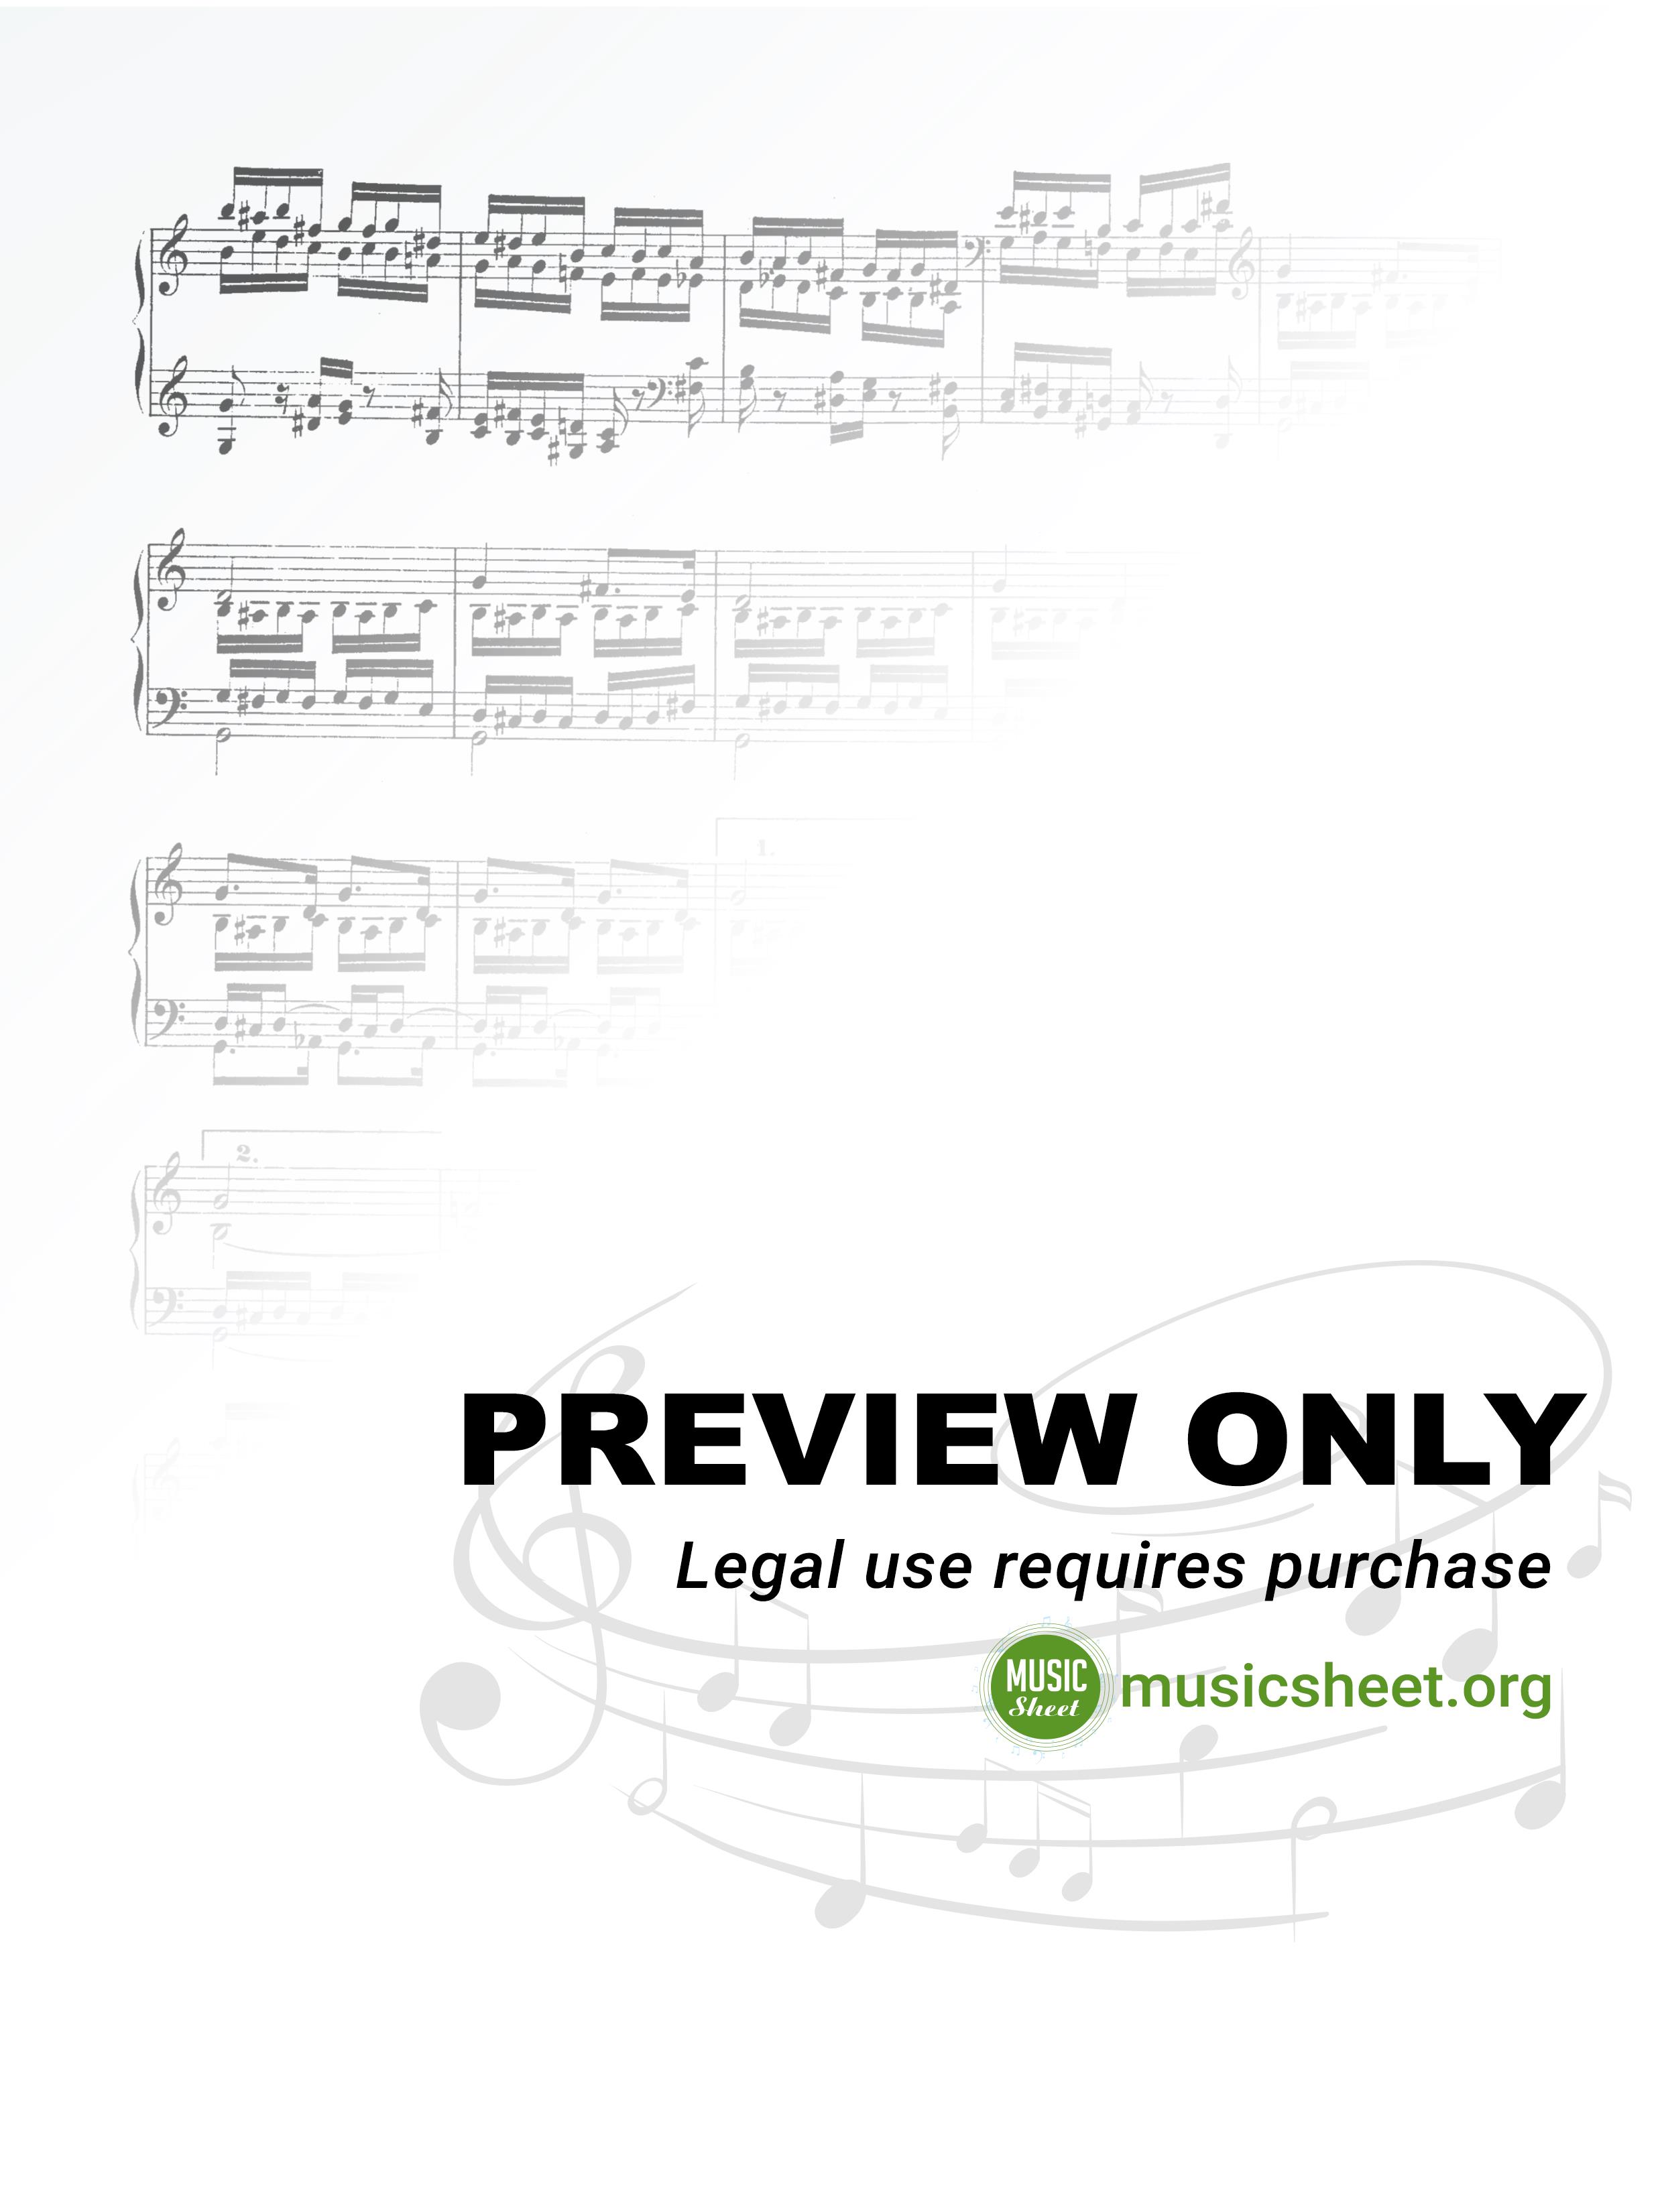 1.
2.
PREVIEW ONLY
Legal use requires purchase
MUSIC
Sheet
musicsheet.org